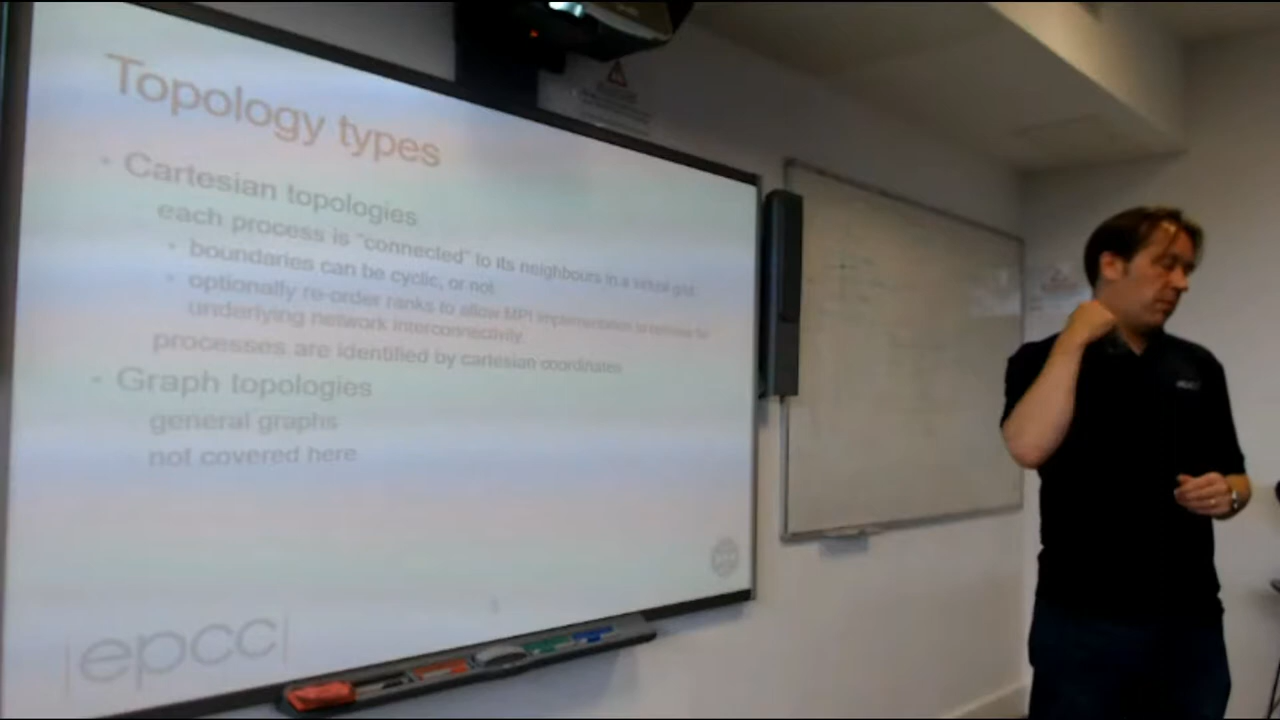 Topology types
• Cartesian topologies
each process is "connected" to its neighbours in a virtual grid
• boundaries can be cyclic, or not
• optionally re-order ranks to allow MPI implementation to optimise for
underlying network interconnectivity.
processes are identified by cartesian coordinates
• Graph topologies
general graphs
not covered here
|epcc|